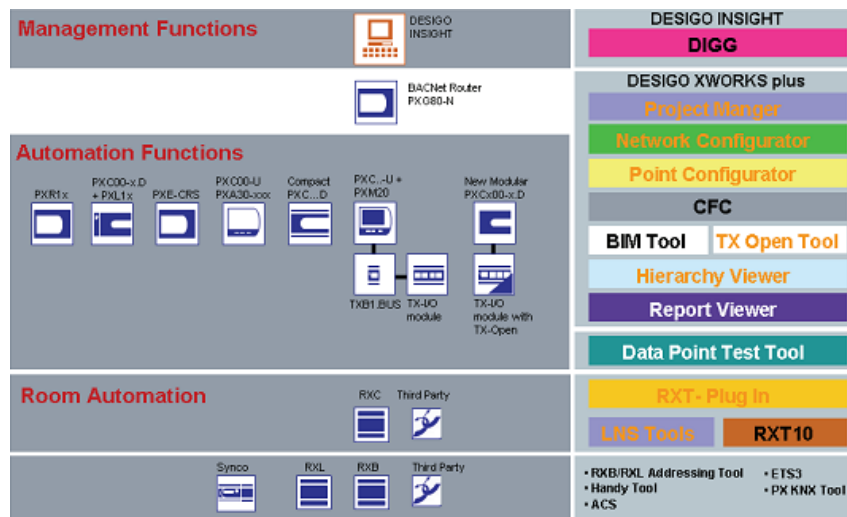 Management Functions
DESIGO
INSIGHT
BACNet Router
PXG80-N
Automation Functions
PXR1x
PXC00-x.D
+ PXL1x
PXE-CRS
PXC00-U
PXA30-xxx
Compact
PXC...D
PXC..-U +
PXM20
New Modular
PXCx00-x.D
TXB1.BUS
TX-I/O
module
TX-I/O
module with
TX-Open
Room Automation
RXC
Third Party
Synco
RXL
RXB
Third Party
DESIGO INSIGHT
DIGG
DESIGO XWORKS plus
Project Manger
Network Configurator
Point Configurator
CFC
BIM Tool
TX Open Tool
Hierarchy Viewer
Report Viewer
Data Point Test Tool
RXT- Plug In
LNS Tools
RXT10
• RXB/RXL Addressing Tool
• Handy Tool
• ACS
• ETS3
• PX KNX Tool